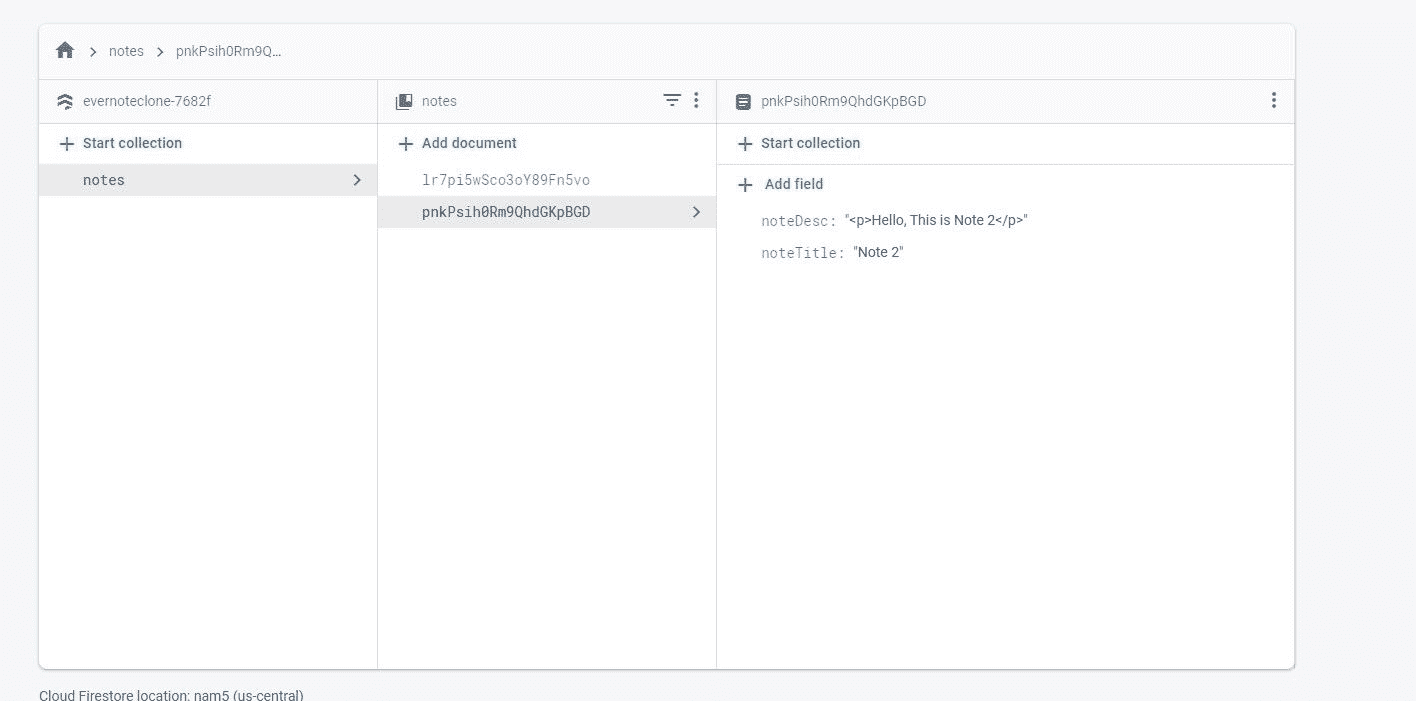 notes pnkPsih0Rm9Q...
evernoteclone-7682f
Start collection
notes
notes
Add document
lr7pi5wSco3oY89Fn5vo
pnkPsih0Rm9QhdGKpBGD
pnkPsih0Rm9QhdGKpBGD
Start collection
Add field
noteDesc: "<p>Hello, This is Note 2</p>"
noteTitle: "Note 2"
Cloud Firestore location: nam5 (us-central)